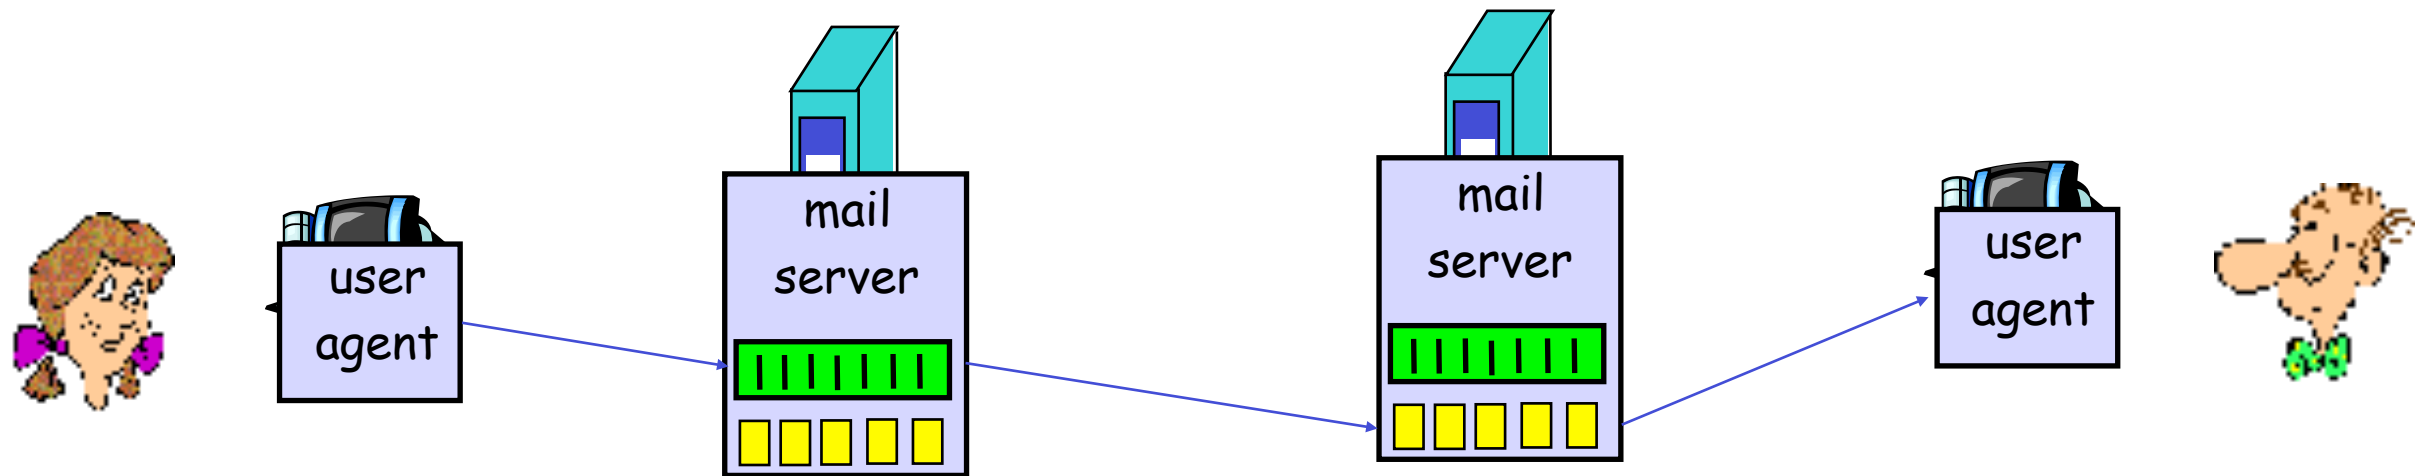 user
agent
mail
server
mail
server
user
agent